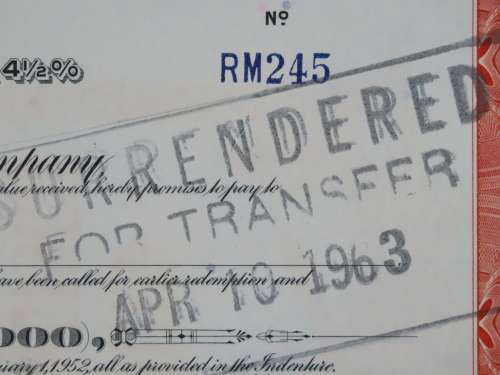 Nº
4½% RM245
SURRENDERED
mpany
value received, hereby promises to pay to
FOR TRANSFER
have been called for earlier redemption and
APR 10 1963
000),
uary 1, 1952, all as provided in the Indenture.